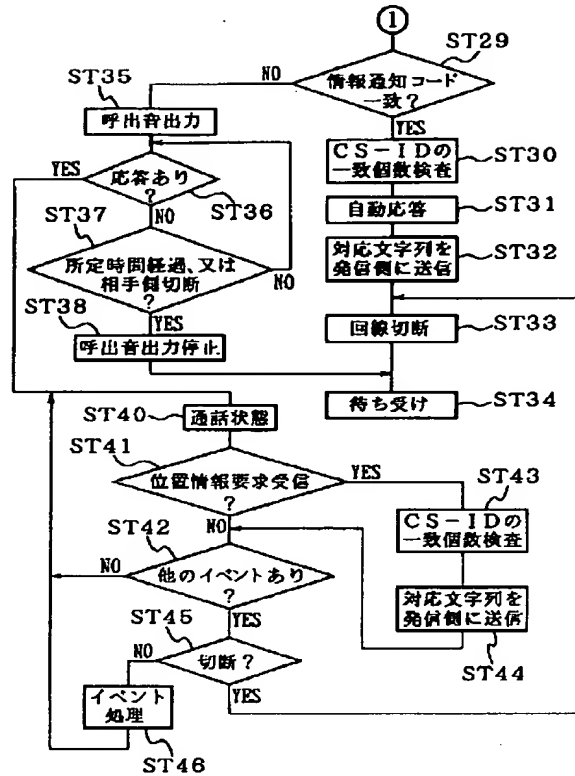 1
ST29
情報通知コード
一致?
NO
YES
ST35
呼出音出力
CS-IDの
一致個数検査
ST30
YES
応答あり
?
ST36
自動応答
ST31
ST37
NO
対応文字列を
発信側に送信
ST32
所定時間経過、又は
相手側切断
?
NO
ST38
YES
回線切断
ST33
呼出音出力停止
待ち受け
ST34
ST40
通話状態
ST41
位置情報要求受信
?
YES
ST43
NO
CS-IDの
一致個数検査
ST42
NO
他のイベントあり
?
対応文字列を
発信側に送信
ST45
YES
ST44
NO
切断?
YES
イベント
処理
ST46